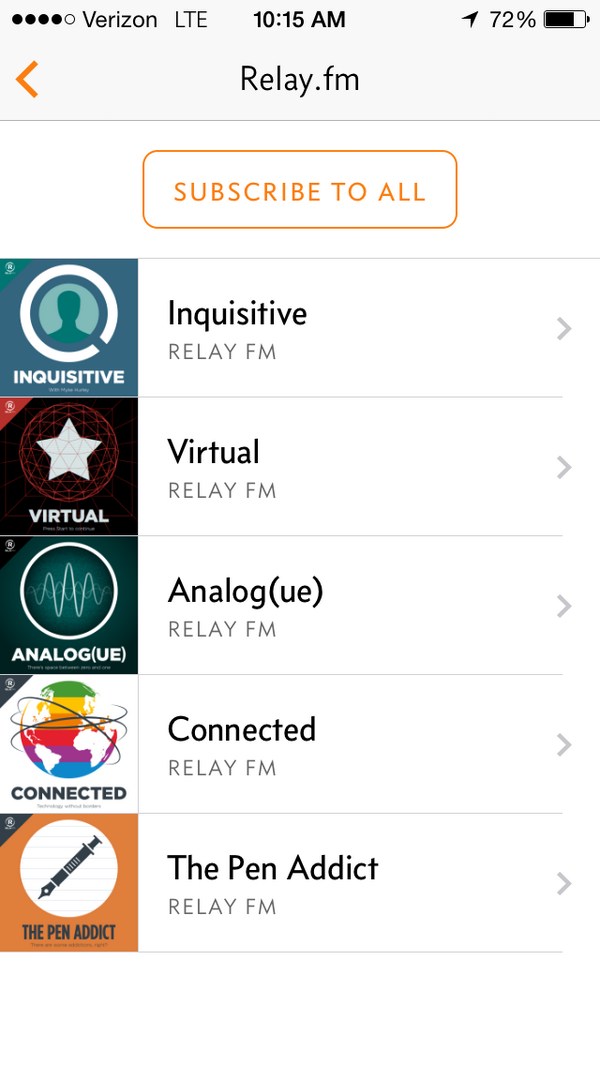 Verizon LTE 10:15 AM 72%
Relay.fm
SUBSCRIBE TO ALL
INQUISITIVE
With Myke Hurley
Inquisitive
RELAY FM
VIRTUAL
Press Start to continue
Virtual
RELAY FM
ANALOG(UE)
There's space between zero and one
Analog(ue)
RELAY FM
CONNECTED
Technology without borders
Connected
RELAY FM
THE PEN ADDICT
There are worse addictions, right?
The Pen Addict
RELAY FM